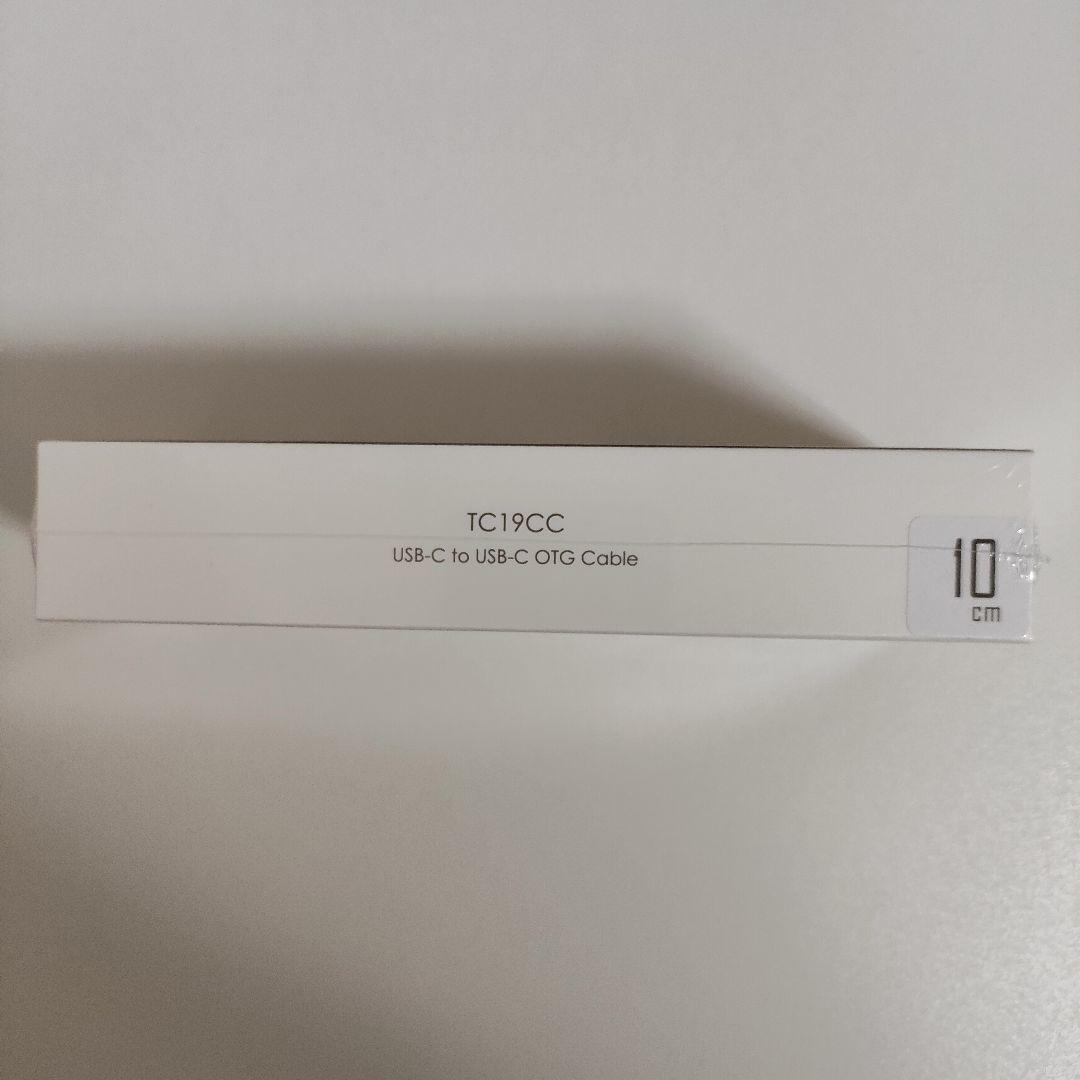 TC19CC
USB-C to USB-C OTG Cable
10
cm